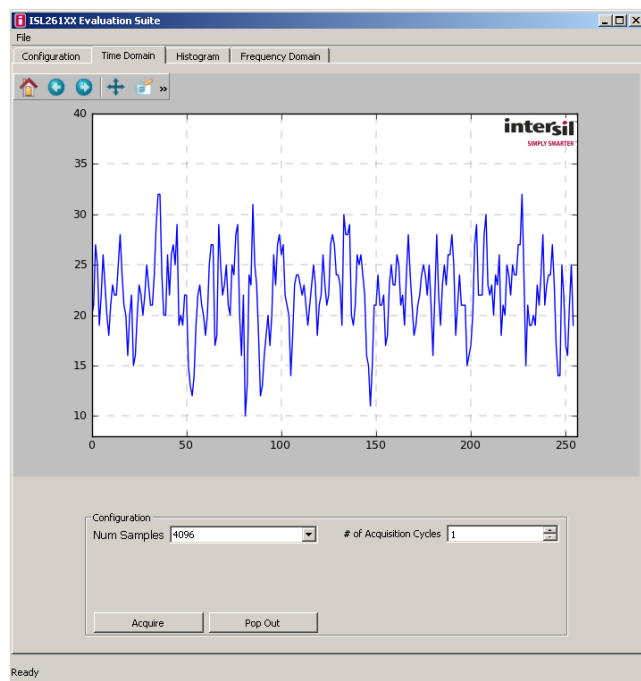 ISL261XX Evaluation Suite
File
Configuration Time Domain Histogram Frequency Domain
»
intersil
SIMPLY SMARTER™
40
35
30
25
20
15
10
0 50 100 150 200 250
Configuration
Num Samples 4096 # of Acquisition Cycles 1
Acquire Pop Out
Ready